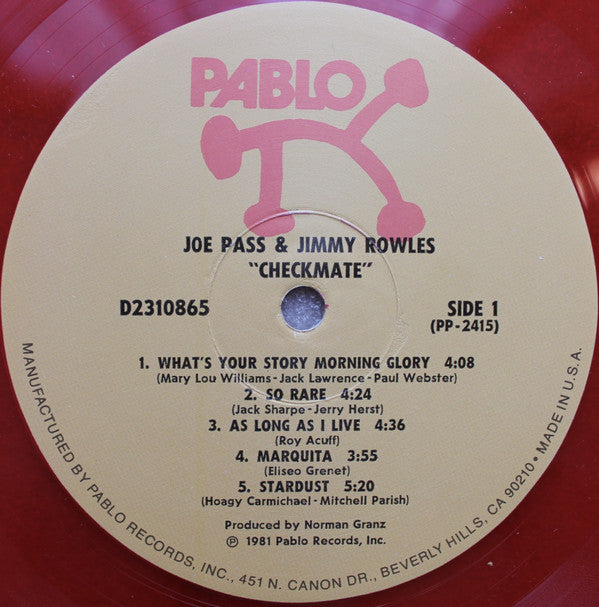 PABLO
JOE PASS & JIMMY ROWLES
"CHECKMATE"
D2310865
SIDE 1
(PP-2415)
1. WHAT'S YOUR STORY MORNING GLORY 4:08
(Mary Lou Williams-Jack Lawrence-Paul Webster)
2. SO RARE 4:24
(Jack Sharpe-Jerry Herst)
3. AS LONG AS I LIVE 4:36
(Roy Acuff)
4. MARQUITA 3:55
(Eliseo Grenet)
5. STARDUST 5:20
(Hoagy Carmichael-Mitchell Parish)
Produced by Norman Granz
℗ 1981 Pablo Records, Inc.
MANUFACTURED BY PABLO RECORDS, INC., 451 N. CANON DR., BEVERLY HILLS, CA 90210 • MADE IN U.S.A.